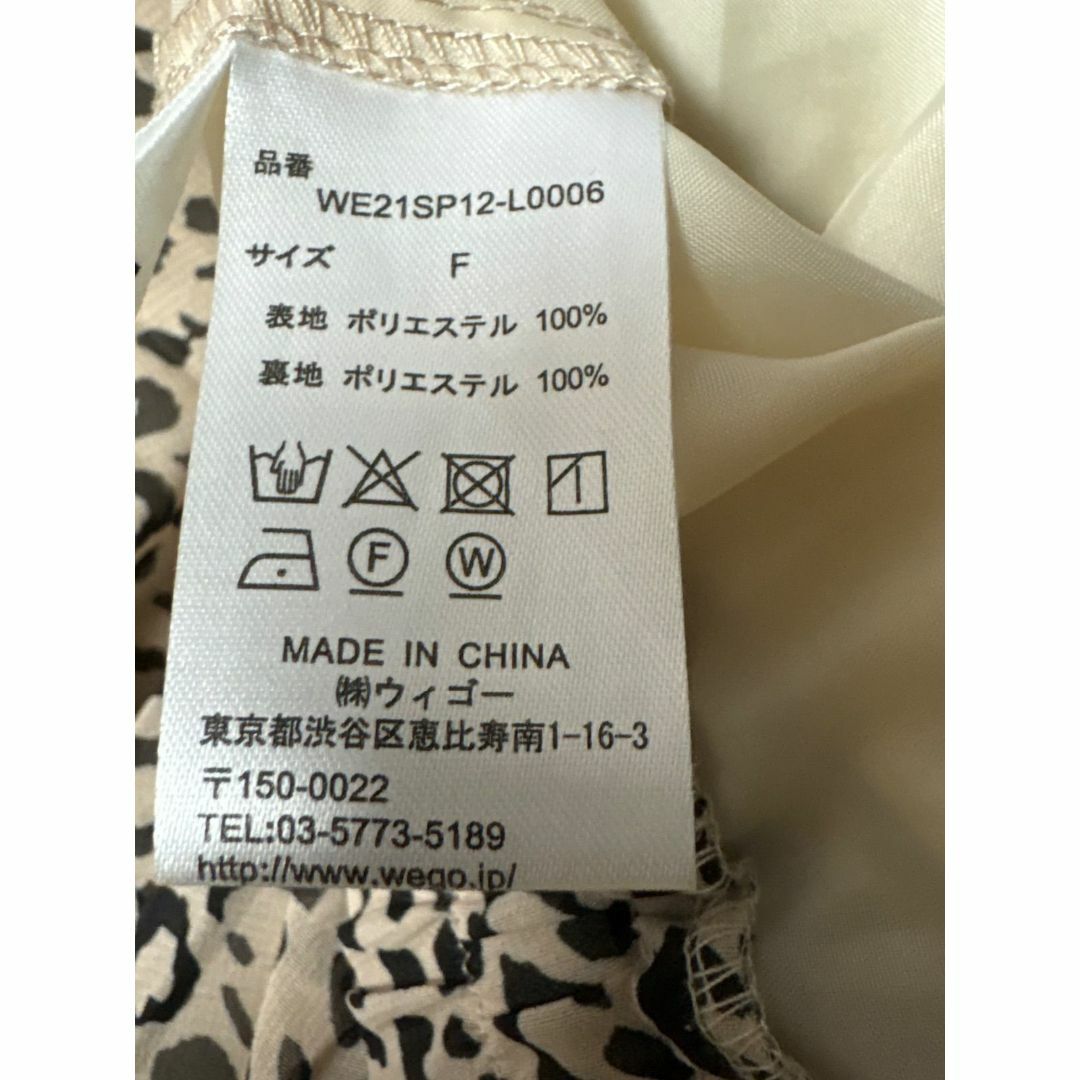 品番
WE21SP12-L0006
サイズ F
表地 ポリエステル 100%
裏地 ポリエステル 100%
F W
MADE IN CHINA
㈱ウィゴー
東京都渋谷区恵比寿南1-16-3
〒150-0022
TEL:03-5773-5189
http://www.wego.jp/